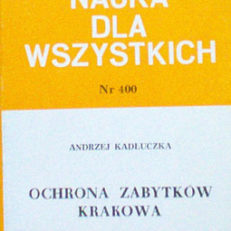 NAUKA
DLA
WSZYSTKICH
Nr 400
ANDRZEJ KADŁUCZKA
OCHRONA ZABYTKÓW
KRAKOWA